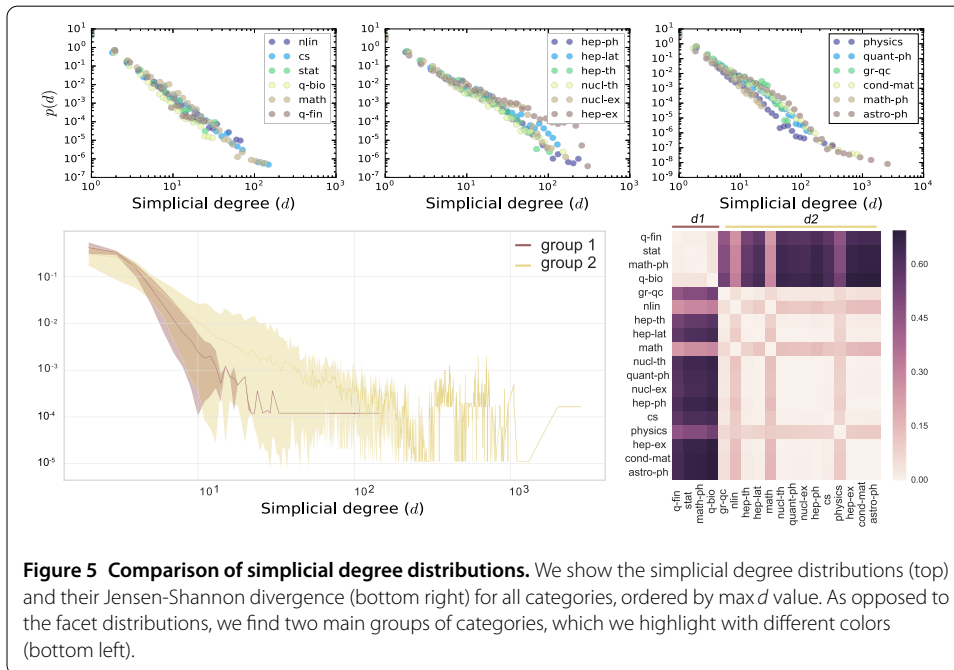 p(d)
10^1
10^0
10^-1
10^-2
10^-3
10^-4
10^-5
10^-6
10^-7
10^0 10^1 10^2 10^3
Simplicial degree (d)
nlin
cs
stat
q-bio
math
q-fin
10^1
10^0
10^-1
10^-2
10^-3
10^-4
10^-5
10^-6
10^-7
10^0 10^1 10^2 10^3
Simplicial degree (d)
hep-ph
hep-lat
hep-th
nucl-th
nucl-ex
hep-ex
10^2
10^1
10^0
10^-1
10^-2
10^-3
10^-4
10^-5
10^-6
10^-7
10^-8
10^-9
10^0 10^1 10^2 10^3 10^4
Simplicial degree (d)
physics
quant-ph
gr-qc
cond-mat
math-ph
astro-ph
10^-1
10^-2
10^-3
10^-4
10^-5
10^1 10^2 10^3
Simplicial degree (d)
group 1
group 2
d1 d2
q-fin
stat
math-ph
q-bio
gr-qc
nlin
hep-th
hep-lat
math
nucl-th
quant-ph
nucl-ex
hep-ph
cs
physics
hep-ex
cond-mat
astro-ph
q-fin
stat
math-ph
q-bio
gr-qc
nlin
hep-th
hep-lat
math
nucl-th
quant-ph
nucl-ex
hep-ph
cs
physics
hep-ex
cond-mat
astro-ph
0.60
0.45
0.30
0.15
0.00
Figure 5 Comparison of simplicial degree distributions. We show the simplicial degree distributions (top)
and their Jensen-Shannon divergence (bottom right) for all categories, ordered by max d value. As opposed to
the facet distributions, we find two main groups of categories, which we highlight with different colors
(bottom left).